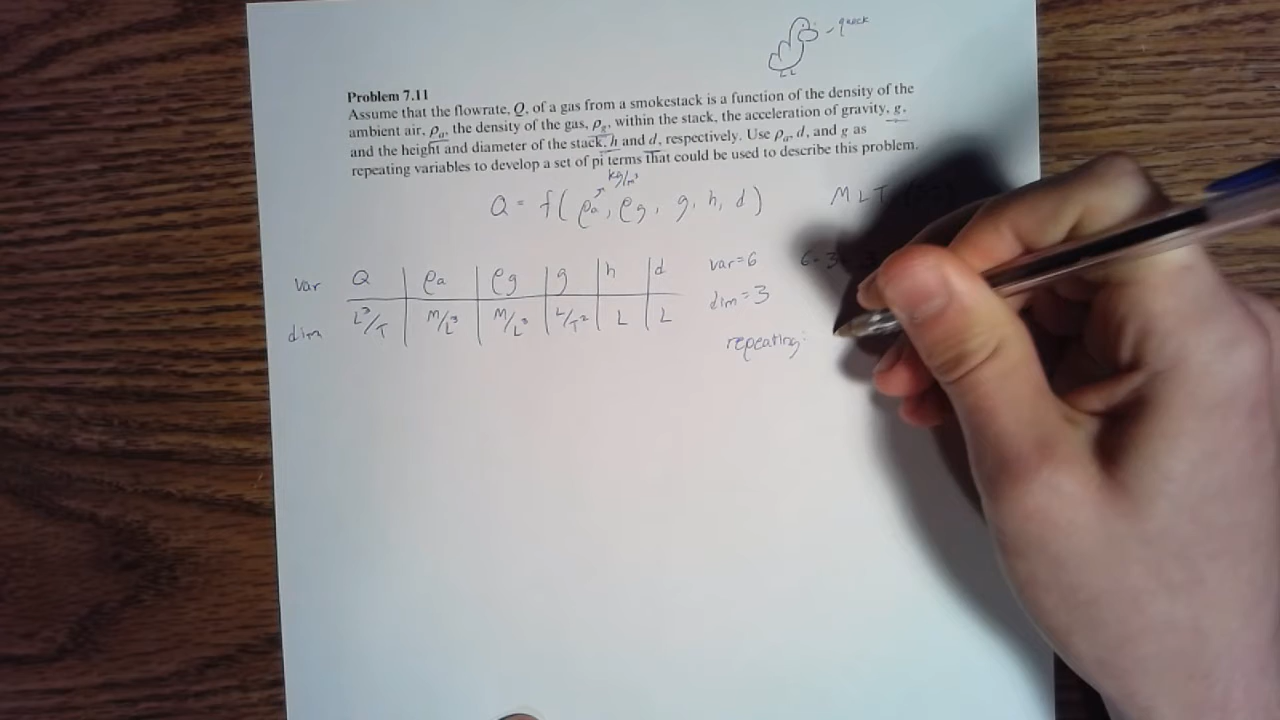 - quack
Problem 7.11
Assume that the flowrate, Q, of a gas from a smokestack is a function of the density of the
ambient air, ρa, the density of the gas, ρg, within the stack, the acceleration of gravity, g,
and the height and diameter of the stack, h and d, respectively. Use ρa, d, and g as
repeating variables to develop a set of pi terms that could be used to describe this problem.
kg/m³
Q = f( ρa, ρg, g, h, d ) M L T
var Q ρa ρg g h d var=6 6-3
dim L³/T M/L³ M/L³ L/T² L L dim=3
repeating: